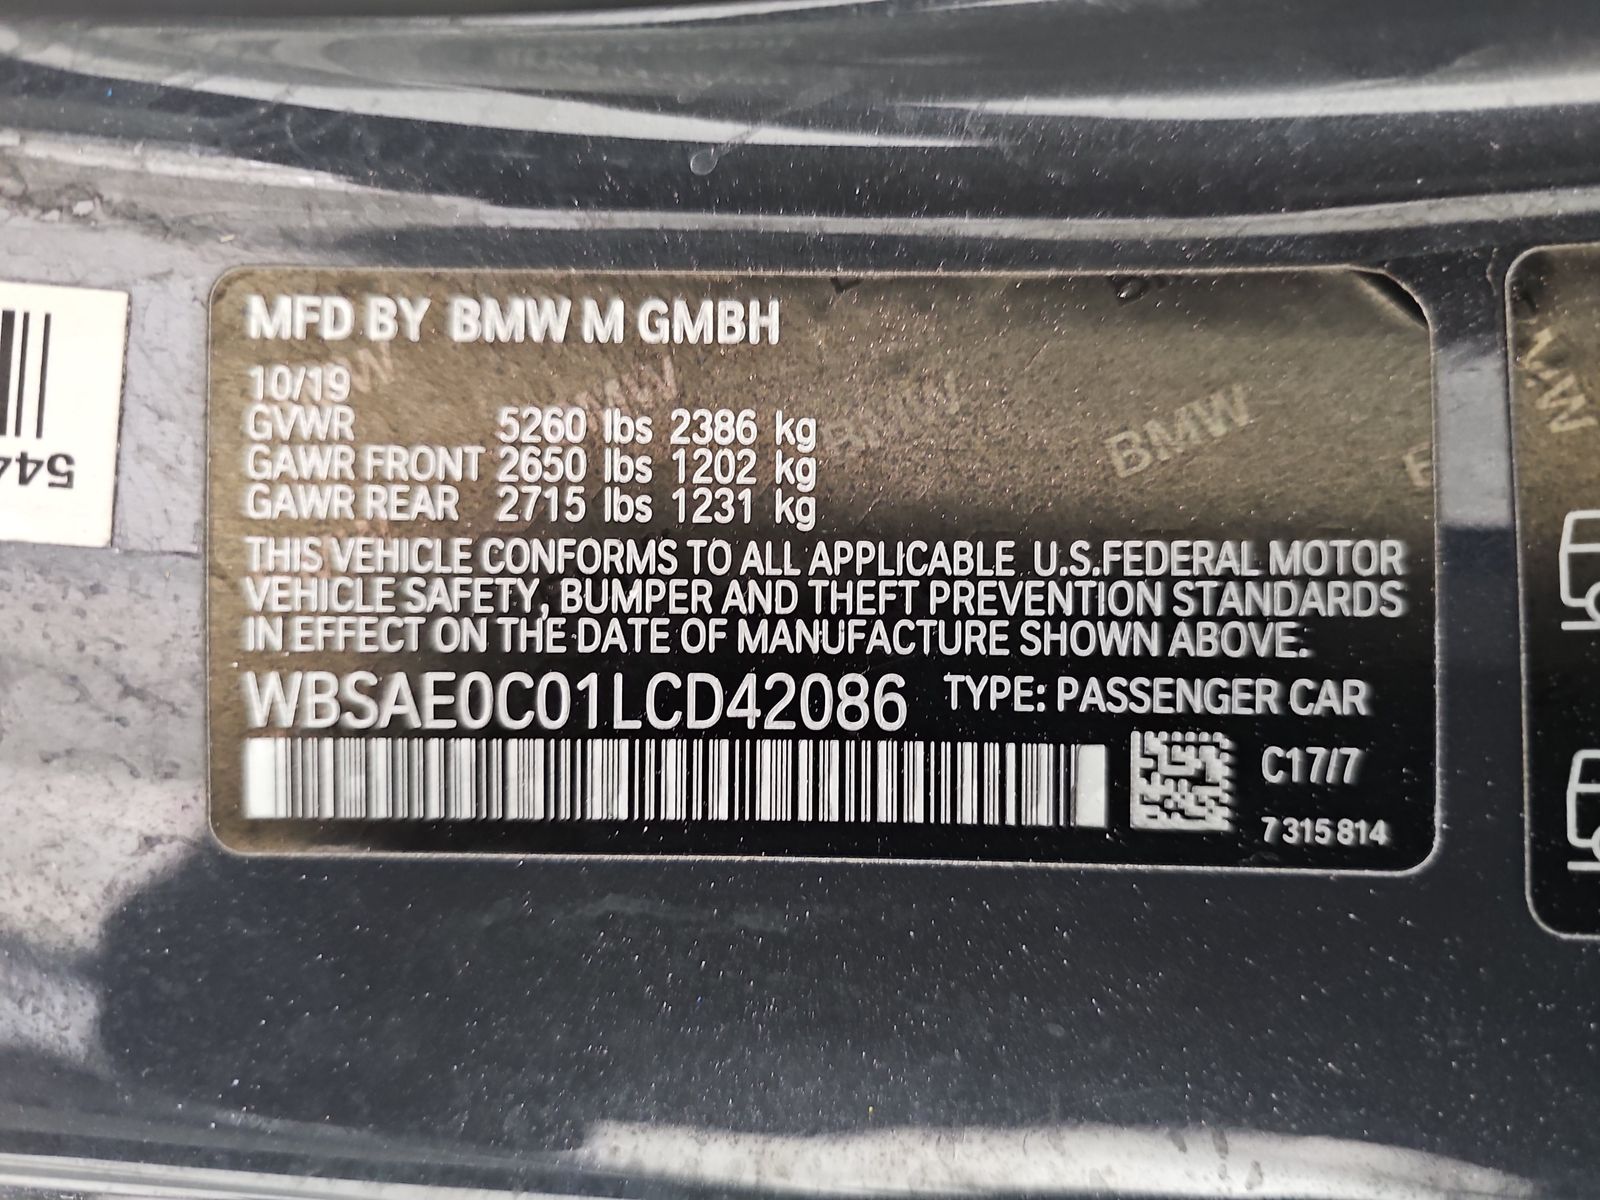 MFD BY BMW M GMBH
10/19
GVWR 5260 lbs 2386 kg
GAWR FRONT 2650 lbs 1202 kg
GAWR REAR 2715 lbs 1231 kg
THIS VEHICLE CONFORMS TO ALL APPLICABLE U.S.FEDERAL MOTOR
VEHICLE SAFETY, BUMPER AND THEFT PREVENTION STANDARDS
IN EFFECT ON THE DATE OF MANUFACTURE SHOWN ABOVE.
WBSAE0C01LCD42086 TYPE: PASSENGER CAR
C17/7
7 315 814
BMW
BMW
BMW
BMW